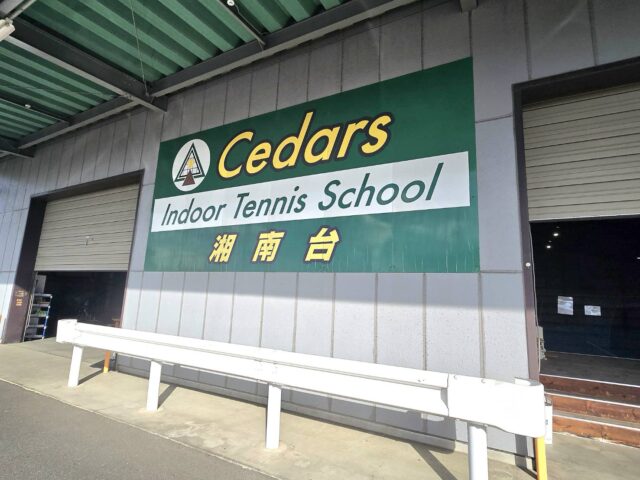 Cedars
Indoor Tennis School
湘南台